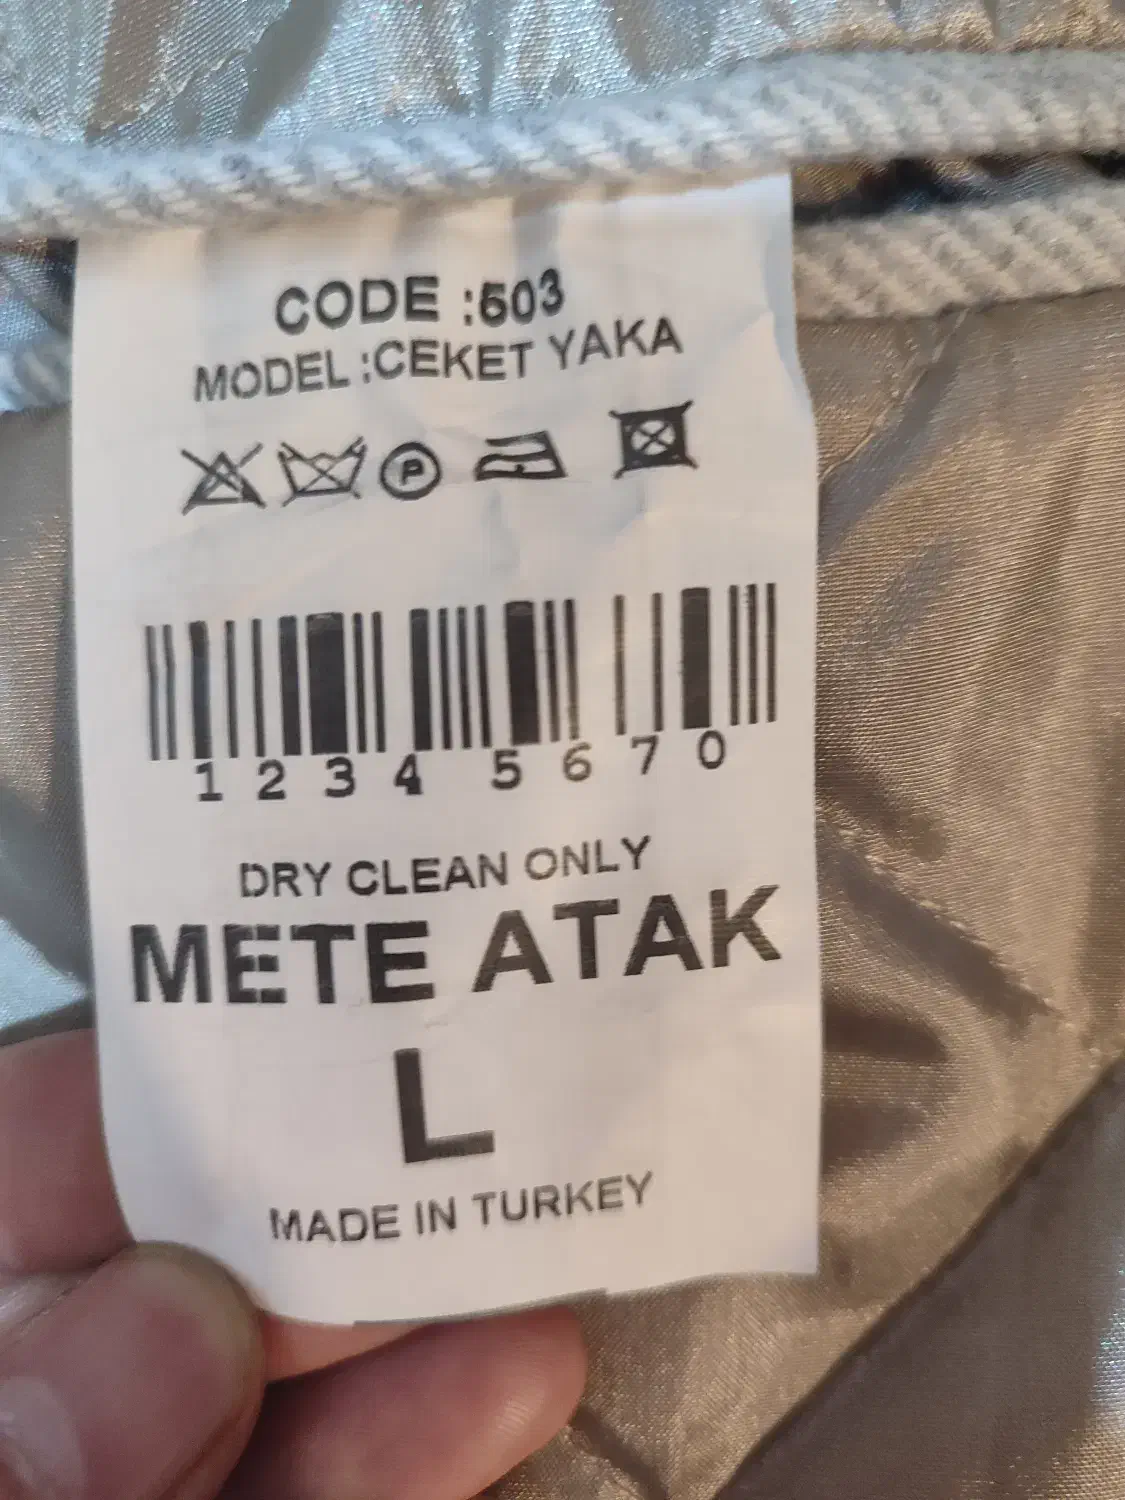 CODE :503
MODEL :CEKET YAKA
P
1 2 3 4 5 6 7 0
DRY CLEAN ONLY
METE ATAK
L
MADE IN TURKEY